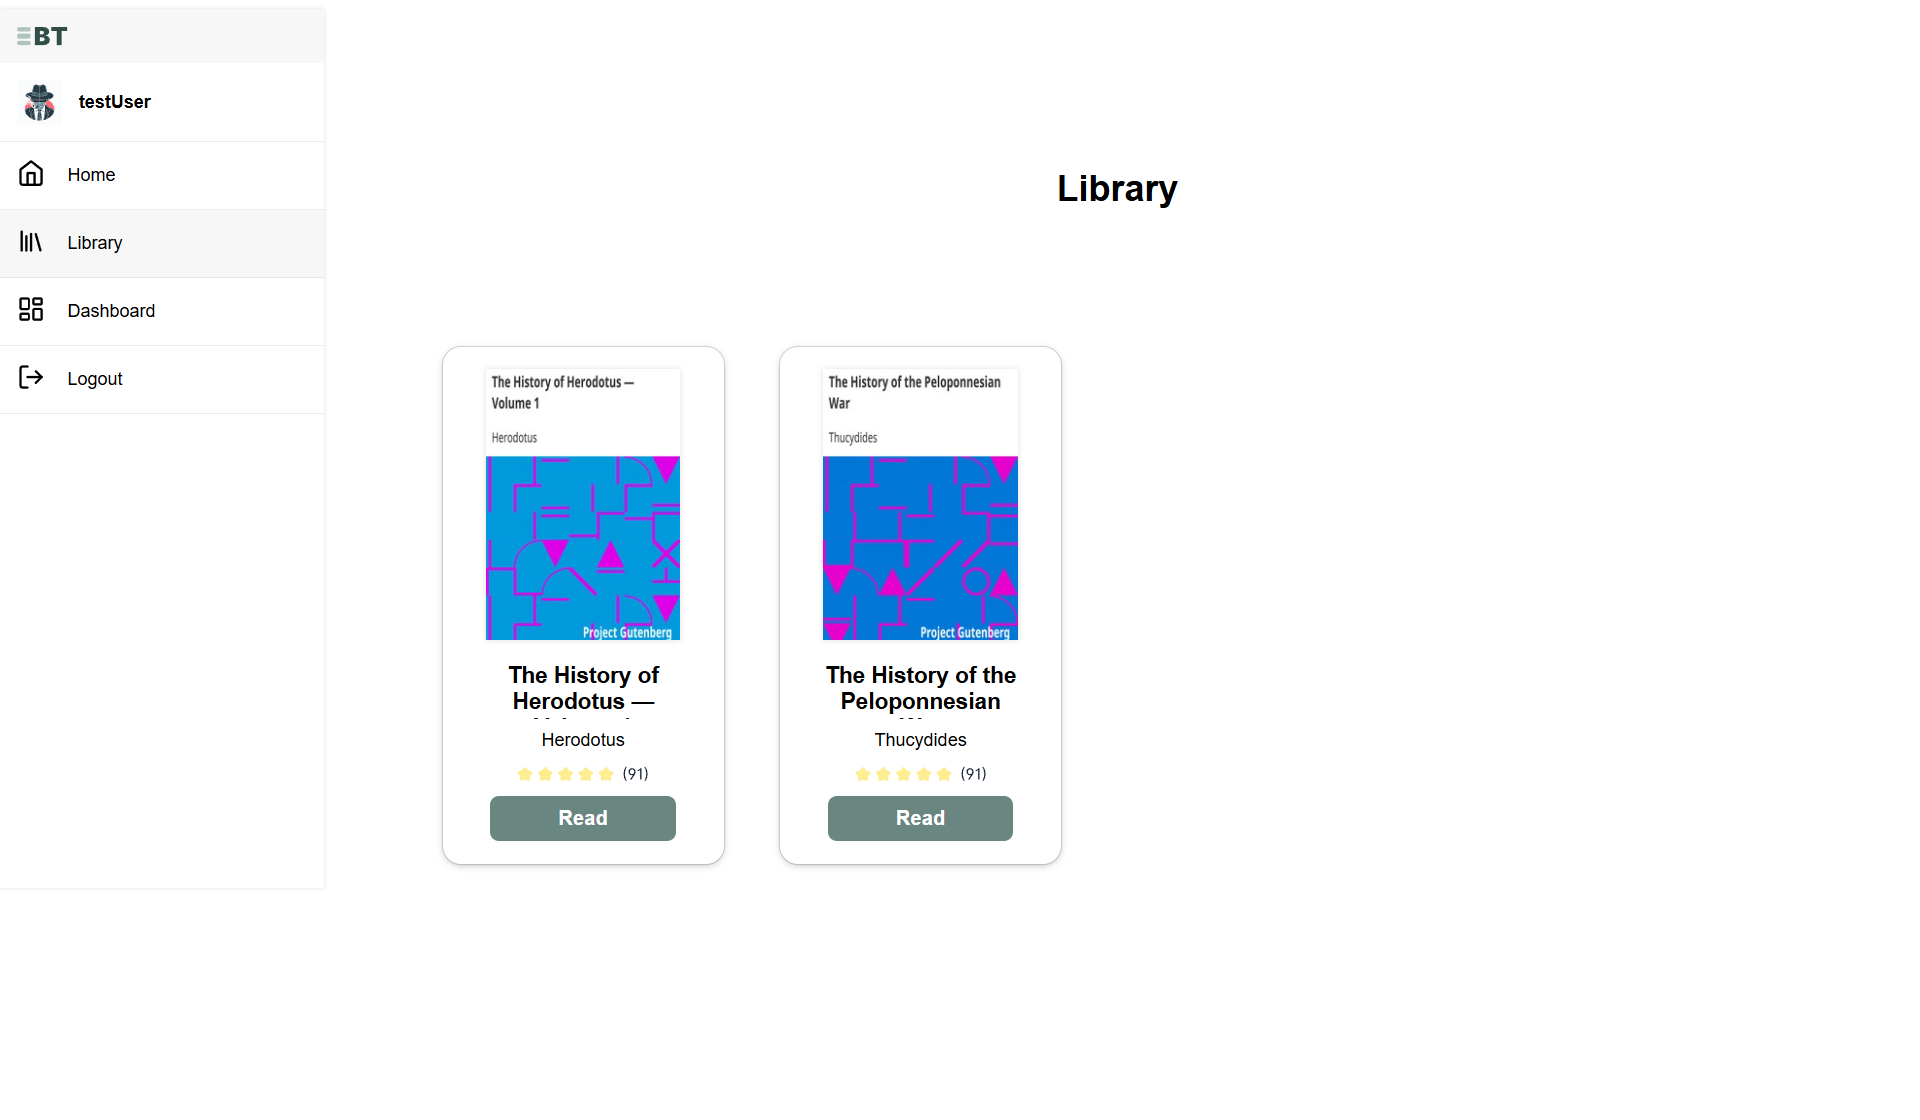 BT
testUser
Home
Library
Dashboard
Logout
Library
The History of Herodotus —
Volume 1
Herodotus
Project Gutenberg
The History of
Herodotus —
Herodotus
(91)
Read
The History of the Peloponnesian
War
Thucydides
Project Gutenberg
The History of the
Peloponnesian
Thucydides
(91)
Read